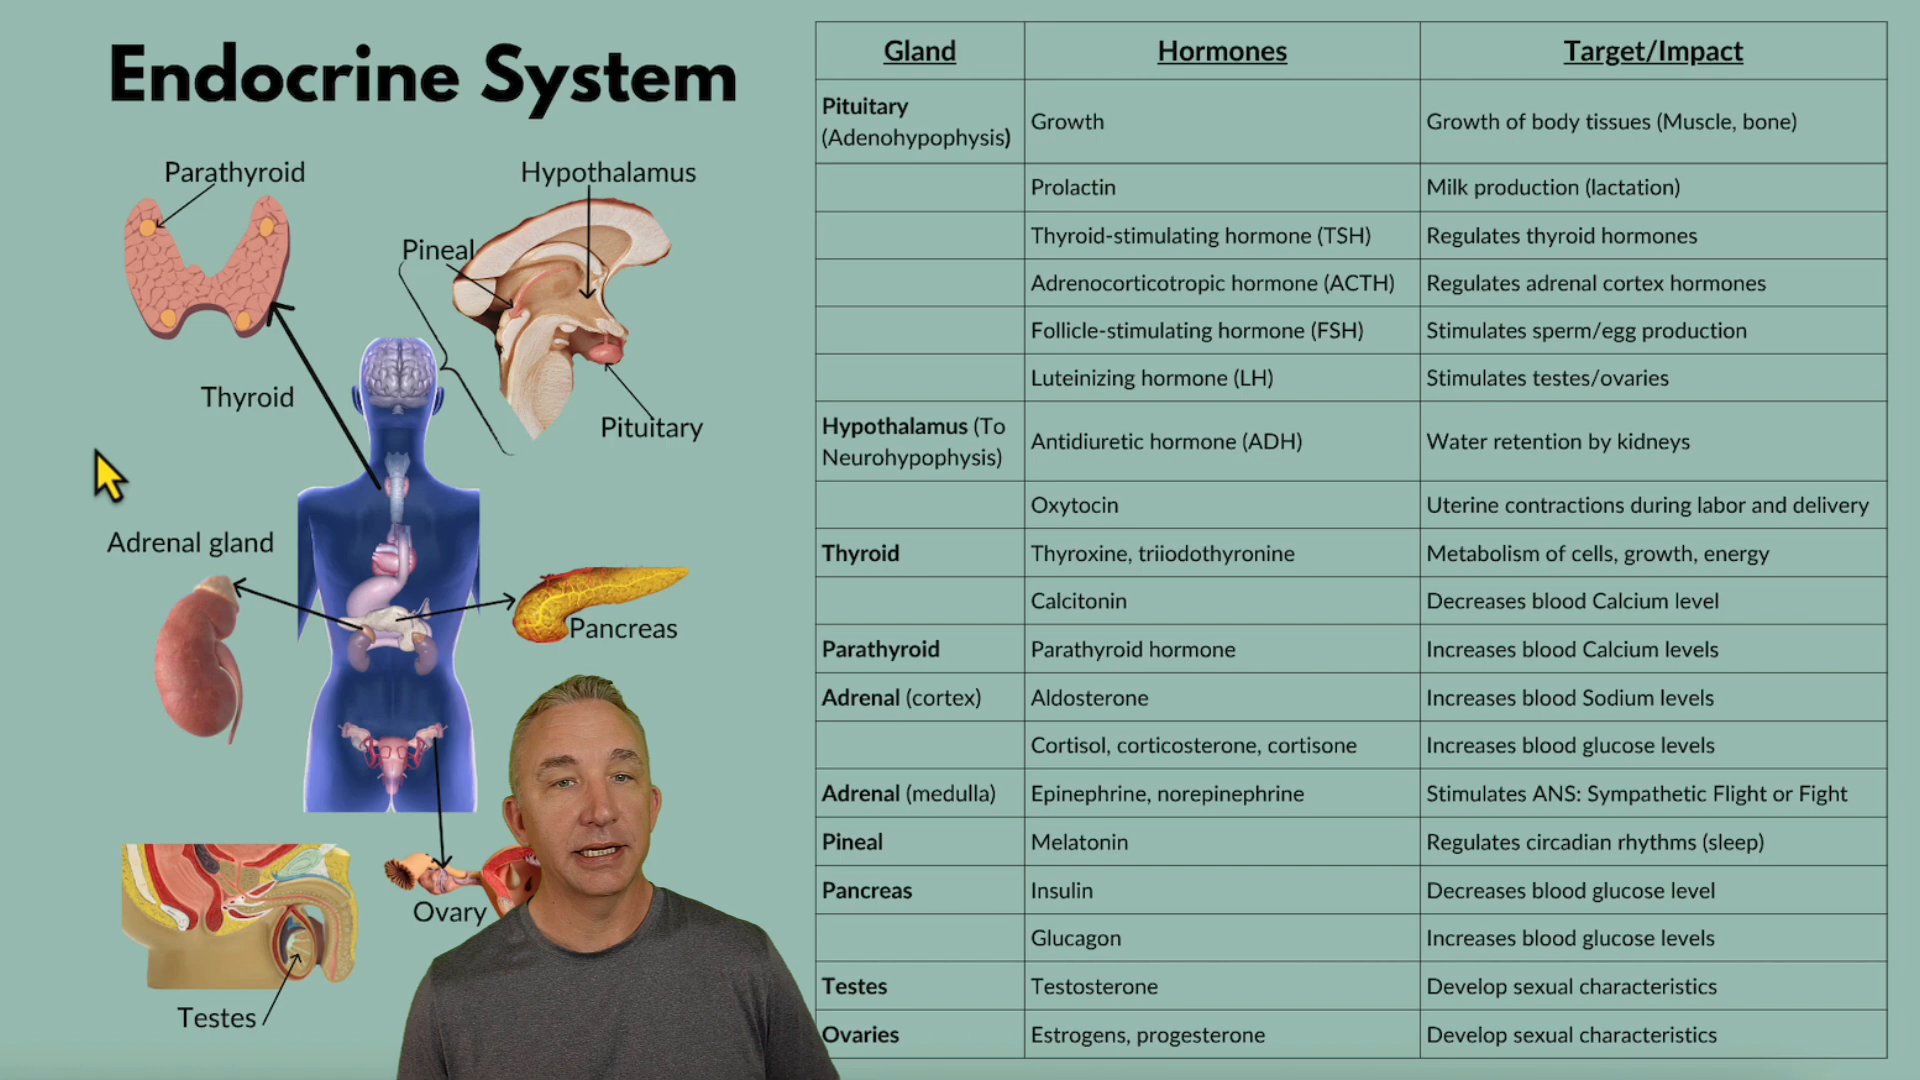 Endocrine System
Parathyroid
Hypothalamus
Pineal
Thyroid
Pituitary
Adrenal gland
Pancreas
Ovary
Testes
Gland Hormones Target/Impact
Pituitary
(Adenohypophysis) Growth Growth of body tissues (Muscle, bone)
Prolactin Milk production (lactation)
Thyroid-stimulating hormone (TSH) Regulates thyroid hormones
Adrenocorticotropic hormone (ACTH) Regulates adrenal cortex hormones
Follicle-stimulating hormone (FSH) Stimulates sperm/egg production
Luteinizing hormone (LH) Stimulates testes/ovaries
Hypothalamus (To
Neurohypophysis) Antidiuretic hormone (ADH) Water retention by kidneys
Oxytocin Uterine contractions during labor and delivery
Thyroid Thyroxine, triiodothyronine Metabolism of cells, growth, energy
Calcitonin Decreases blood Calcium level
Parathyroid Parathyroid hormone Increases blood Calcium levels
Adrenal (cortex) Aldosterone Increases blood Sodium levels
Cortisol, corticosterone, cortisone Increases blood glucose levels
Adrenal (medulla) Epinephrine, norepinephrine Stimulates ANS: Sympathetic Flight or Fight
Pineal Melatonin Regulates circadian rhythms (sleep)
Pancreas Insulin Decreases blood glucose level
Glucagon Increases blood glucose levels
Testes Testosterone Develop sexual characteristics
Ovaries Estrogens, progesterone Develop sexual characteristics